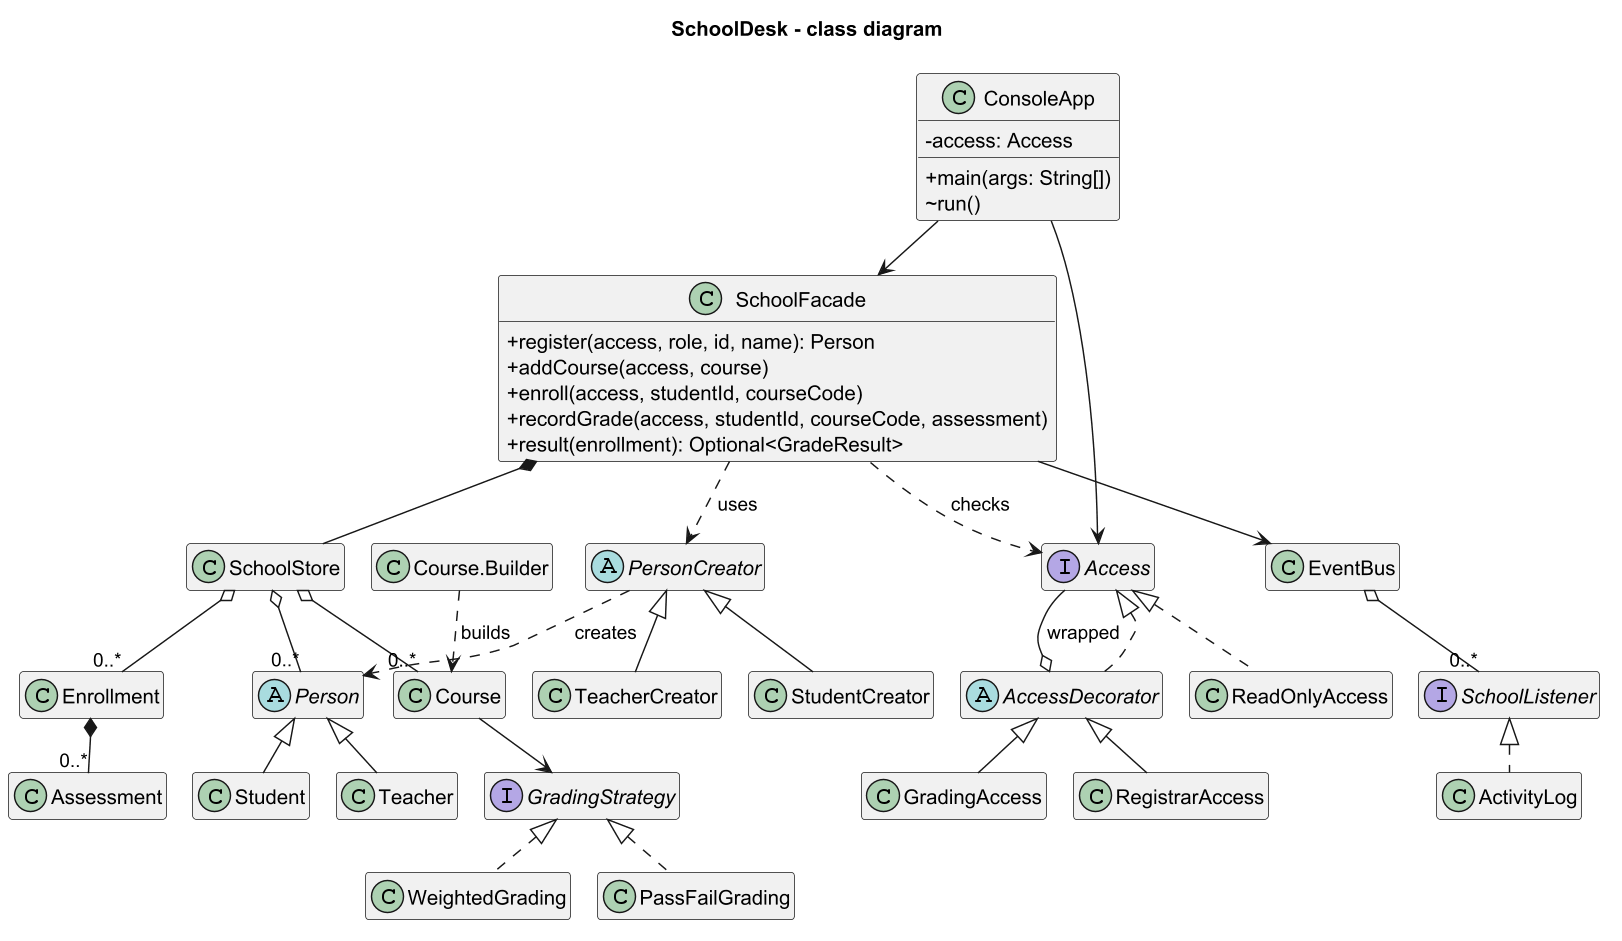 SchoolDesk - class diagram
C ConsoleApp
-access: Access
+main(args: String[])
~run()
C SchoolFacade
+register(access, role, id, name): Person
+addCourse(access, course)
+enroll(access, studentId, courseCode)
+recordGrade(access, studentId, courseCode, assessment)
+result(enrollment): Optional<GradeResult>
uses
checks
C SchoolStore
C Course.Builder
A PersonCreator
I Access
C EventBus
builds
creates
wrapped
0..*
0..*
0..*
0..*
C Enrollment
A Person
C Course
C TeacherCreator
C StudentCreator
A AccessDecorator
C ReadOnlyAccess
I SchoolListener
0..*
C Assessment
C Student
C Teacher
I GradingStrategy
C GradingAccess
C RegistrarAccess
C ActivityLog
C WeightedGrading
C PassFailGrading